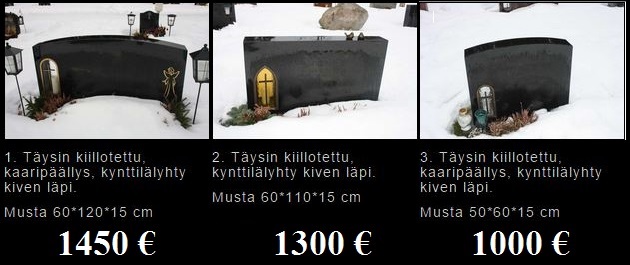 1. Täysin kiillotettu,
kaaripäällys, kynttilälyhty
kiven läpi.
Musta 60*120*15 cm
1450 €
2. Täysin kiillotettu,
kynttilälyhty kiven läpi.
Musta 60*110*15 cm
1300 €
3. Täysin kiillotettu,
kaaripäällys, kynttilälyhty
kiven läpi.
Musta 50*60*15 cm
1000 €